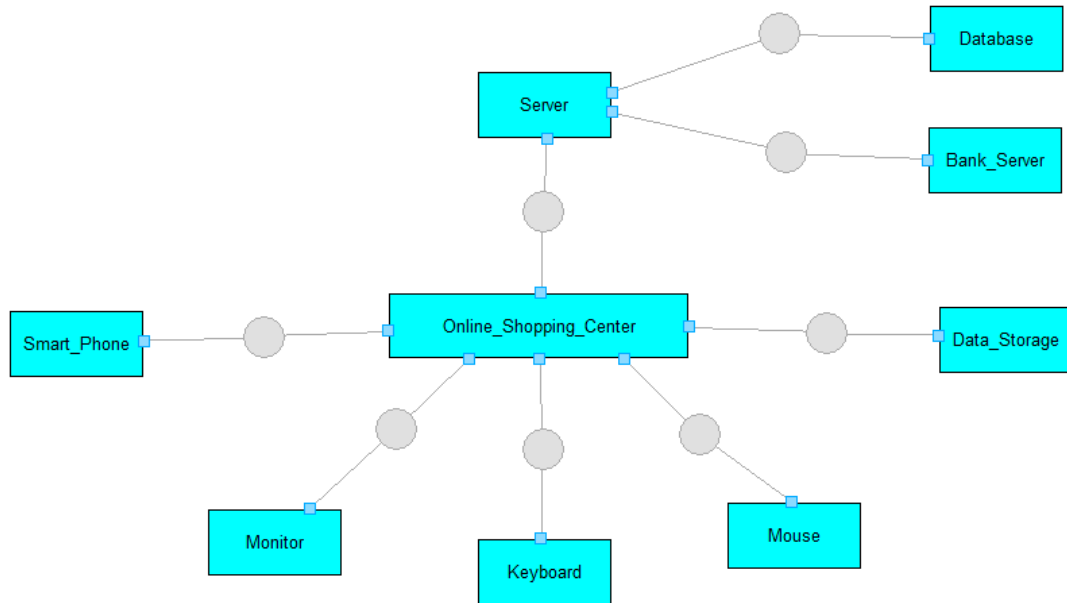 Database
Server
Bank_Server
Online_Shopping_Center
Smart_Phone
Data_Storage
Monitor
Mouse
Keyboard